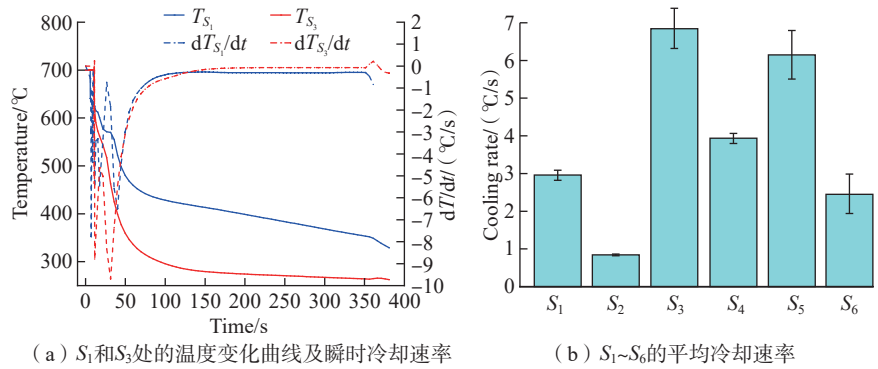 T_S1 T_S3
dT_S1/dt dT_S3/dt
Temperature/℃
800
700
600
500
400
300
2
1
0
−1
−2
−3
−4
−5
−6
−7
−8
−9
−10
dT/dt/(℃/s)
0 50 100 150 200 250 300 350 400
Time/s
(a)S1和S3处的温度变化曲线及瞬时冷却速率
Cooling rate/(℃/s)
7
6
5
4
3
2
1
0
S1 S2 S3 S4 S5 S6
(b)S1~S6的平均冷却速率